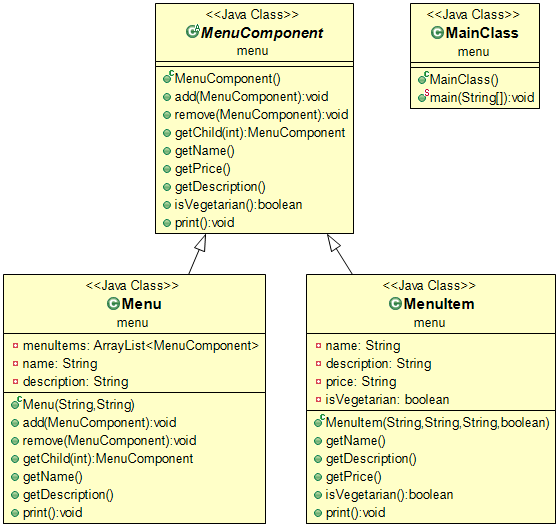 <<Java Class>>
MenuComponent
menu
MenuComponent()
add(MenuComponent):void
remove(MenuComponent):void
getChild(int):MenuComponent
getName()
getPrice()
getDescription()
isVegetarian():boolean
print():void
<<Java Class>>
MainClass
menu
MainClass()
main(String[]):void
<<Java Class>>
Menu
menu
menuItems: ArrayList<MenuComponent>
name: String
description: String
Menu(String,String)
add(MenuComponent):void
remove(MenuComponent):void
getChild(int):MenuComponent
getName()
getDescription()
print():void
<<Java Class>>
MenuItem
menu
name: String
description: String
price: String
isVegetarian: boolean
MenuItem(String,String,String,boolean)
getName()
getDescription()
getPrice()
isVegetarian():boolean
print():void